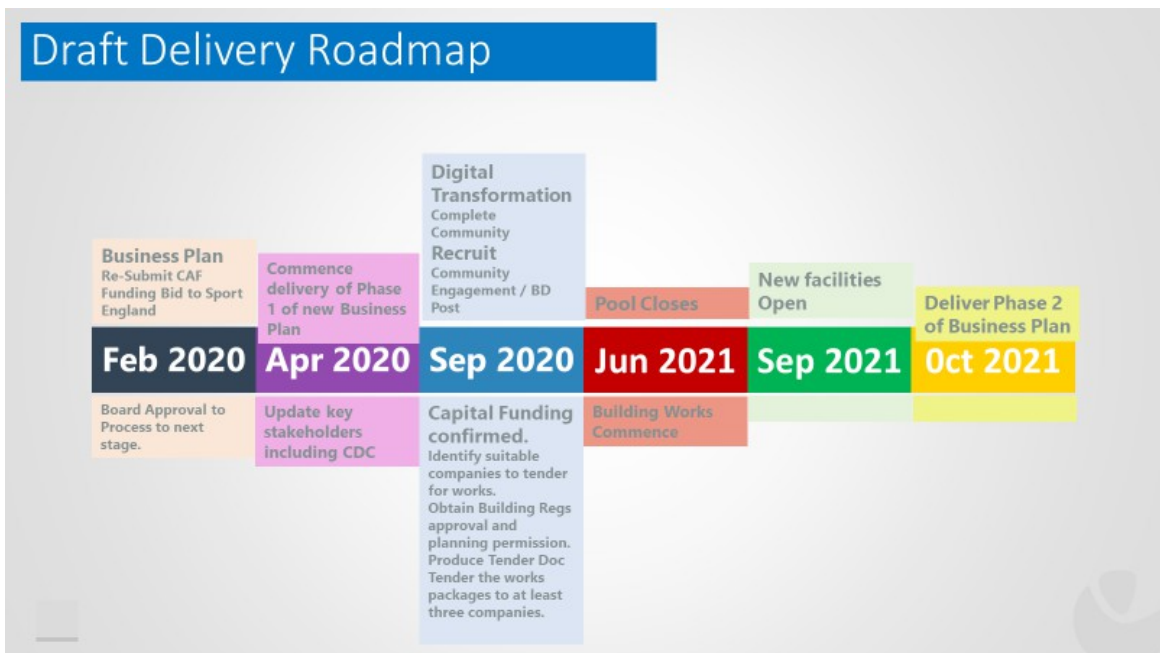 Draft Delivery Roadmap
Business Plan
Re-Submit CAF
Funding Bid to Sport
England
Commence
delivery of Phase
1 of new Business
Plan
Digital
Transformation
Complete
Community
Recruit
Community
Engagement / BD
Post
Pool Closes
New facilities
Open
Deliver Phase 2
of Business Plan
Feb 2020
Apr 2020
Sep 2020
Jun 2021
Sep 2021
0ct 2021
Board Approval to
Process to next
stage.
Update key
stakeholders
including CDC
Capital Funding
confirmed.
Identify suitable
companies to tender
for works.
Obtain Building Regs
approval and
planning permission.
Produce Tender Doc
Tender the works
packages to at least
three companies.
Building Works
Commence